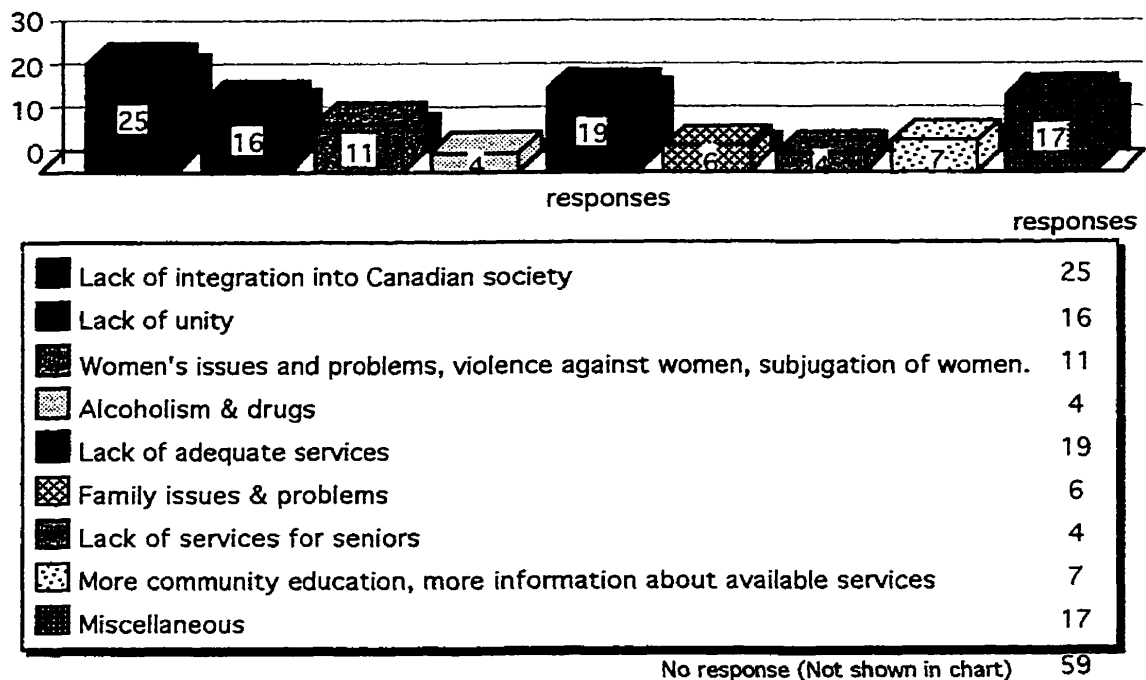 30
20
10
0
25
16
11
4
19
6
4
7
17
responses
responses
Lack of integration into Canadian society 25
Lack of unity 16
Women's issues and problems, violence against women, subjugation of women. 11
Alcoholism & drugs 4
Lack of adequate services 19
Family issues & problems 6
Lack of services for seniors 4
More community education, more information about available services 7
Miscellaneous 17
No response (Not shown in chart) 59